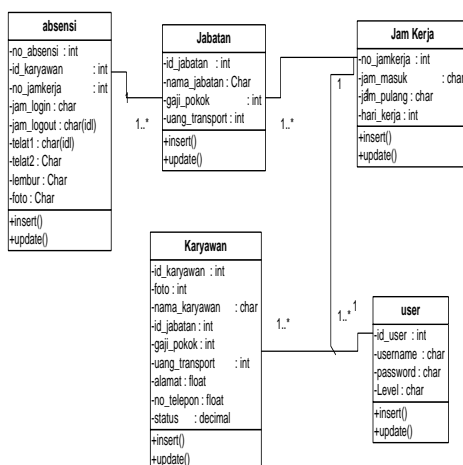 absensi
-no_absensi : int
-id_karyawan : int
-no_jamkerja : int
-jam_login : char
-jam_logout : char(idl)
-telat1 : char(idl)
-telat2 : Char
-lembur : Char
-foto : Char
+insert()
+update()
1
1..*
Jabatan
-id_jabatan : int
-nama_jabatan : Char
-gaji_pokok : int
-uang_transport : int
+insert()
+update()
1..*
1
Jam Kerja
-no_jamkerja : int
-jam_masuk : char
-jam_pulang : char
-hari_kerja : int
+insert()
+update()
1
Karyawan
-id_karyawan : int
-foto : int
-nama_karyawan : char
-id_jabatan : int
-gaji_pokok : int
-uang_transport : int
-alamat : float
-no_telepon : float
-status : decimal
+insert()
+update()
1..*
1..*
1
user
-id_user : int
-username : char
-password : char
-Level : char
+insert()
+update()